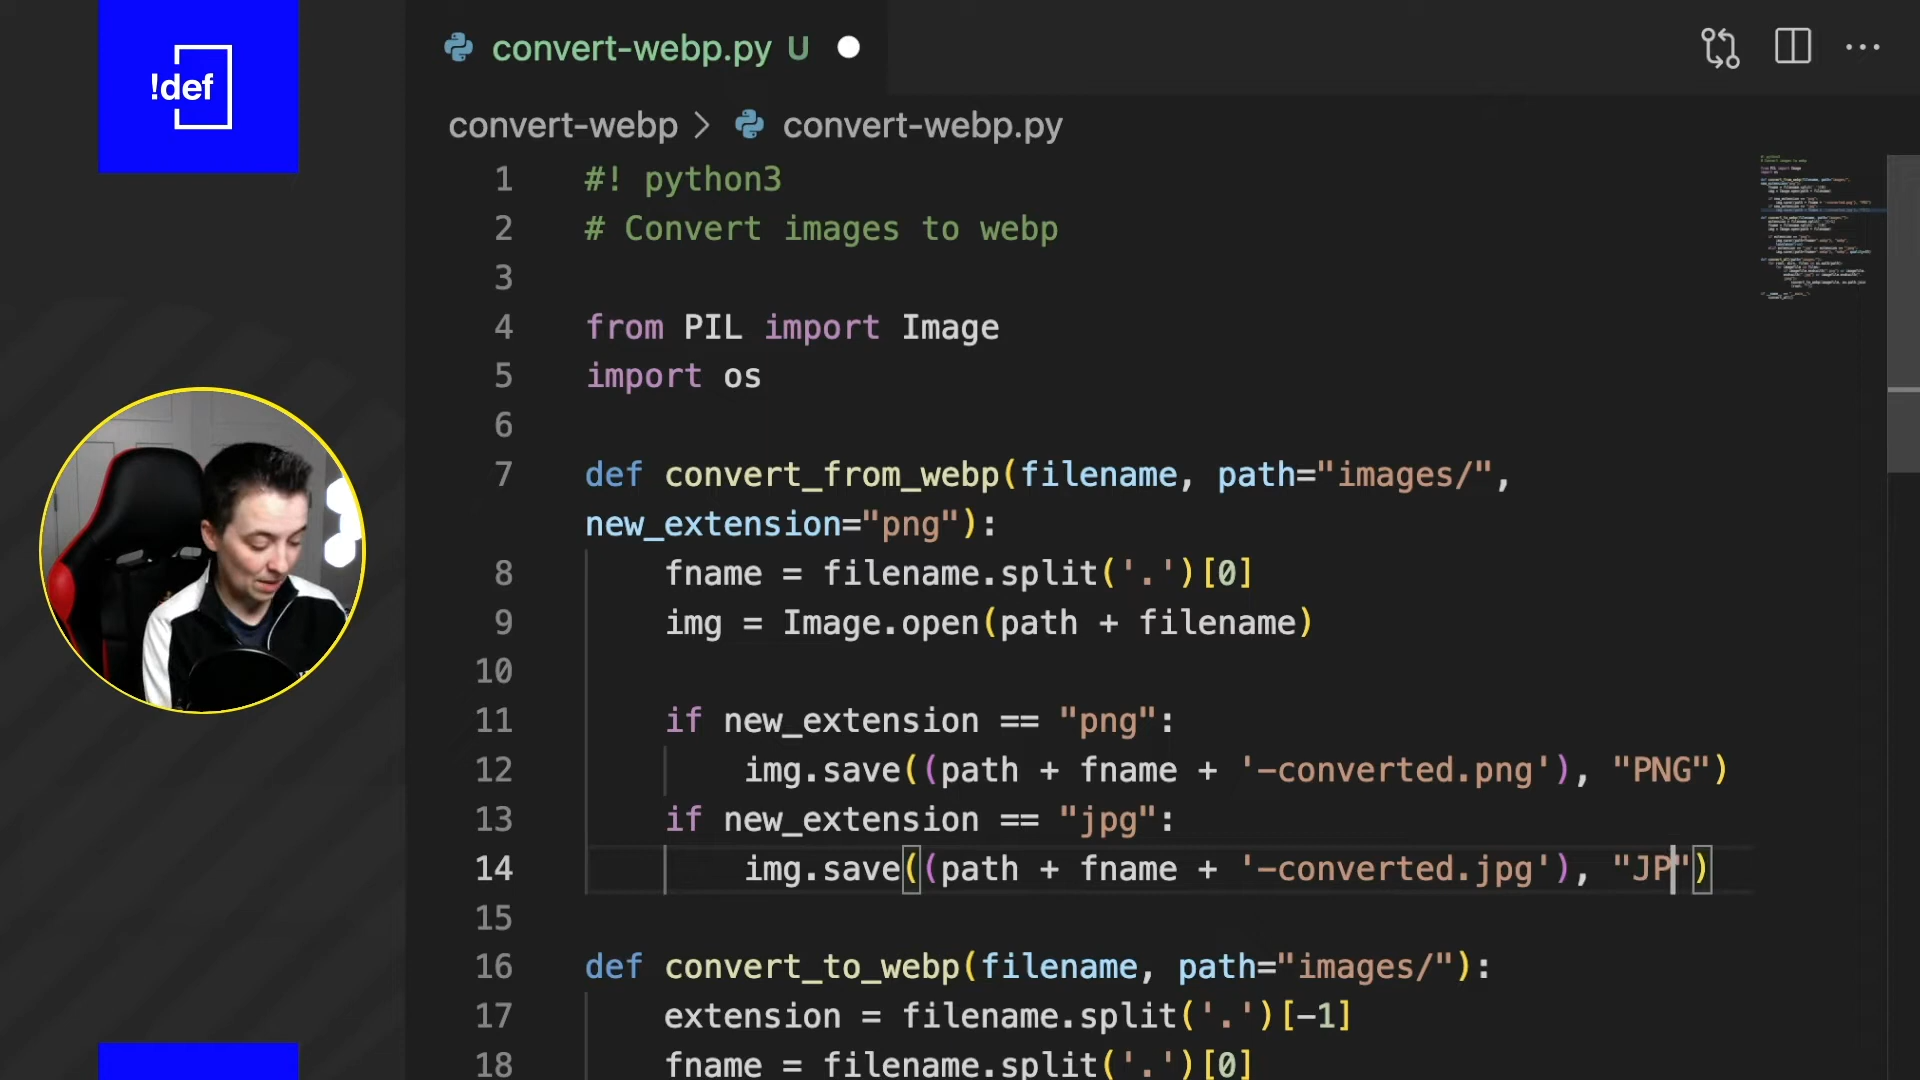 !def
convert-webp.py U
convert-webp > convert-webp.py
1 #! python3
2 # Convert images to webp
3
4 from PIL import Image
5 import os
6
7 def convert_from_webp(filename, path="images/",
new_extension="png"):
8 fname = filename.split('.')[0]
9 img = Image.open(path + filename)
10
11 if new_extension == "png":
12 img.save((path + fname + '-converted.png'), "PNG")
13 if new_extension == "jpg":
14 img.save((path + fname + '-converted.jpg'), "JP")
15
16 def convert_to_webp(filename, path="images/"):
17 extension = filename.split('.')[-1]
18 fname = filename.split('.')[0]